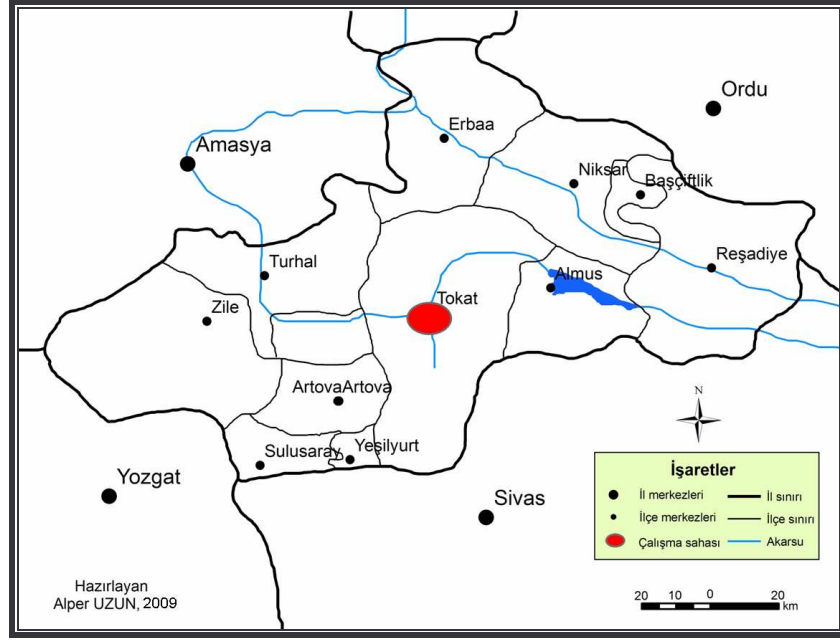 Ordu
Erbaa
Amasya
Niksar
Başçiftlik
Reşadiye
Turhal
Almus
Tokat
Zile
ArtovaArtova
N
Sulusaray
Yeşilyurt
Yozgat
Sivas
İşaretler
İl merkezleri
İl sınırı
İlçe merkezleri
İlçe sınırı
Çalışma sahası
Akarsu
Hazırlayan
Alper UZUN, 2009
20 10 0 20
km